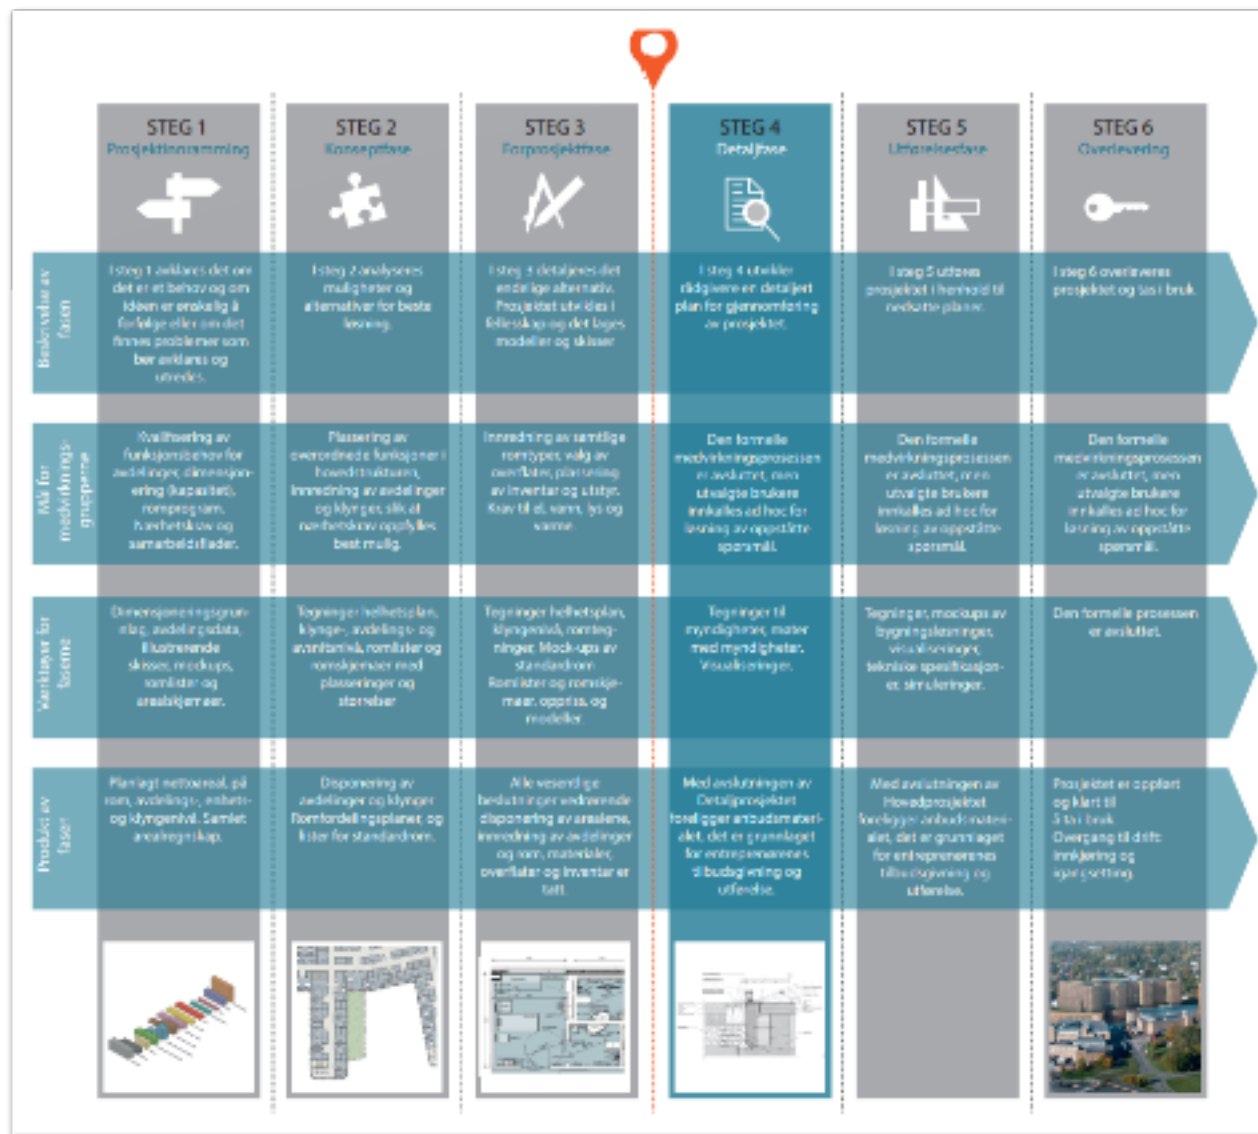 STEG 1
Prosjektinnramming
STEG 2
Konseptfase
STEG 3
Forprosjektfase
STEG 4
Detaljfase
STEG 5
Utførelsesfase
STEG 6
Overlevering
Beskrivelse av
fasen
I steg 1 avklares det om
det er et behov og om
idéen er ønskelig å
forfølge eller om det
finnes problemer som
bør avklares og
utredes.
I steg 2 analyseres
muligheter og
alternativer for beste
løsning.
I steg 3 detaljeres det
endelige alternativ.
Prosjektet utvikles i
fellesskap og det lages
modeller og skisser
I steg 4 utvikler
rådgivere en detaljert
plan for gjennomføring
av prosjektet.
I steg 5 utføres
prosjektet i henhold til
nedsatte planer.
I steg 6 overleveres
prosjektet og tas i bruk.
Mål for
medvirknings-
gruppene
Kvalifisering av
funksjonsbehov for
avdelinger, dimensjon-
ering (kapasitet),
romprogram.
Nærhetskrav og
samarbeidsflader.
Plassering av
overordnede funksjoner i
hovedstrukturen,
innredning av avdelinger
og klynger, slik at
nærhetskrav oppfylles
best mulig.
Innredning av samtlige
romtyper, valg av
overflater, plassering
av inventar og utstyr.
Krav til el, vann, lys og
varme
Den formelle
medvirkningsprosessen
er avsluttet, men
utvalgte brukere
innkalles ad hoc for
løsning av oppståtte
spørsmål.
Den formelle
medvirkningsprosessen
er avsluttet, men
utvalgte brukere
innkalles ad hoc for
løsning av oppståtte
spørsmål.
Den formelle
medvirkningsprosessen
er avsluttet, men
utvalgte brukere
innkalles ad hoc for
løsning av oppståtte
spørsmål.
Værktøjer for
faserne
Dimensjoneringsgrun-
nlag, avdelingsdata,
illustrerende
skisser, mockups,
romlister og
arealskjemaer.
Tegninger helhetsplan,
klynge-, avdelings- og
avsnitsnivå, romlister og
romskjemaer med
plasseringer og
størrelser
Tegninger helhetsplan,
klyngenivå, romteg-
ninger, Mock-ups av
standardrom
Romlister og romskje-
maer, oppriss, og
modeller
Tegninger til
myndigheter, møter
med myndigheter.
Visualiseringer.
Tegninger, mockups av
bygningsløsninger,
visualiseringer,
tekniske spesifikasjon-
er, simuleringer.
Den formelle prosessen
er avsluttet.
Produkt av
fasen
Planlagt nettoareal, på
rom, avdelings-, enhets-
og klyngenivå. Samlet
arealregnskap.
Disponering av
avdelinger og klynger
Romfordelingsplaner, og
lister for standardrom.
Alle vesentlige
beslutninger vedrørende
disponering av arealene,
innredning av avdelinger
og rom, materialer,
overflater og inventar er
tatt.
Med avslutningen av
Detaljprosjektet
foreligger anbudsmateri-
alet, det er grunnlaget
for entreprenørenes
tilbudsgivning og
utførelse.
Med avslutningen av
Hovedprosjektet
foreligger anbudsmateri-
alet, det er grunnlaget
for entreprenørenes
tilbudsgivning og
utførelse.
Prosjektet er oppført
og klart til
å tas i bruk
Overgang til drift
innkjøring og
igangsetting.